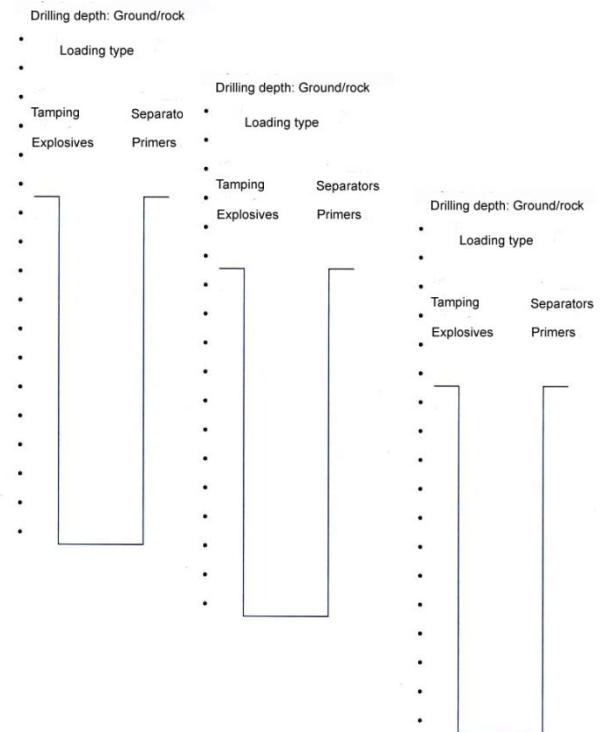 Drilling depth: Ground/rock
Loading type
Tamping Separato
Explosives Primers
Drilling depth: Ground/rock
Loading type
Tamping Separators
Explosives Primers
Drilling depth: Ground/rock
Loading type
Tamping Separators
Explosives Primers